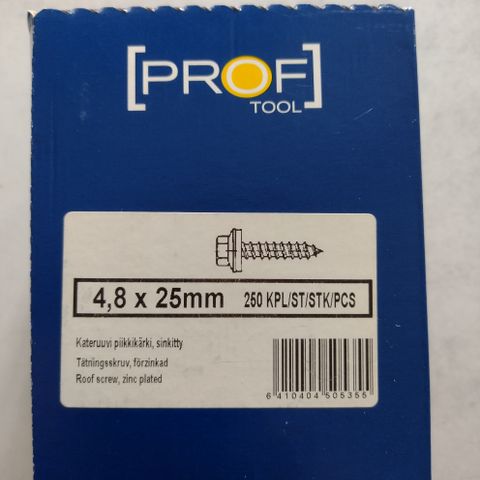 [PROF]
TOOL
4,8 x 25mm 250 KPL/ST/STK/PCS
Kateruuvi piikkikärki, sinkitty
Tätningsskruv, förzinkad
Roof screw, zinc plated
6 410404 505355